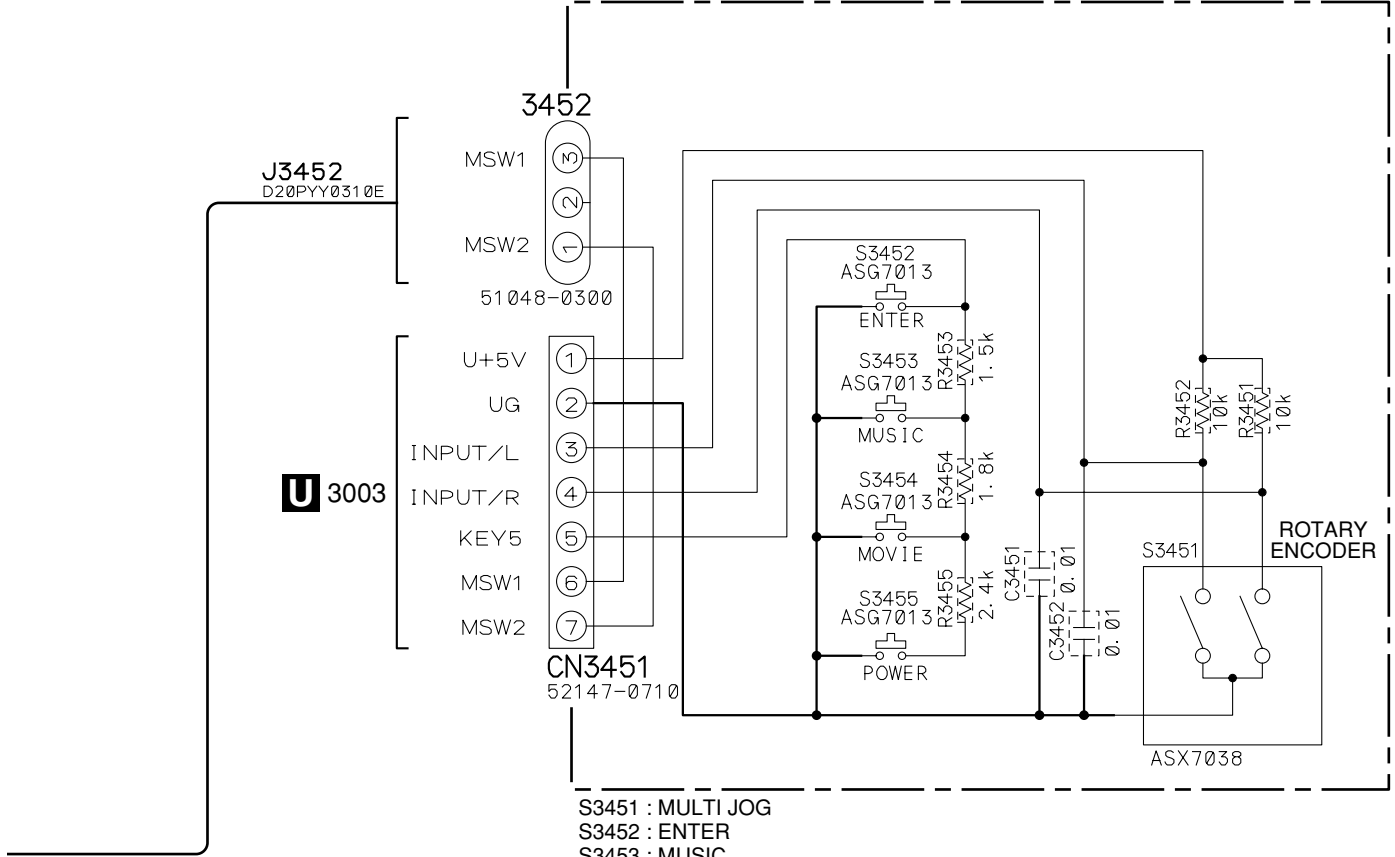 3452
J3452
D20PYY0310E
MSW1
3
2
MSW2
1
51048-0300
U+5V
1
UG
2
INPUT/L
3
U 3003
INPUT/R
4
KEY5
5
MSW1
6
MSW2
7
CN3451
52147-0710
S3452
ASG7013
ENTER
R3453
1.5k
S3453
ASG7013
MUSIC
R3454
1.8k
S3454
ASG7013
MOVIE
R3455
2.4k
S3455
ASG7013
POWER
C3451
0.01
C3452
0.01
R3452
10k
R3451
10k
ROTARY
ENCODER
S3451
ASX7038
S3451 : MULTI JOG
S3452 : ENTER
S3453 : MUSIC